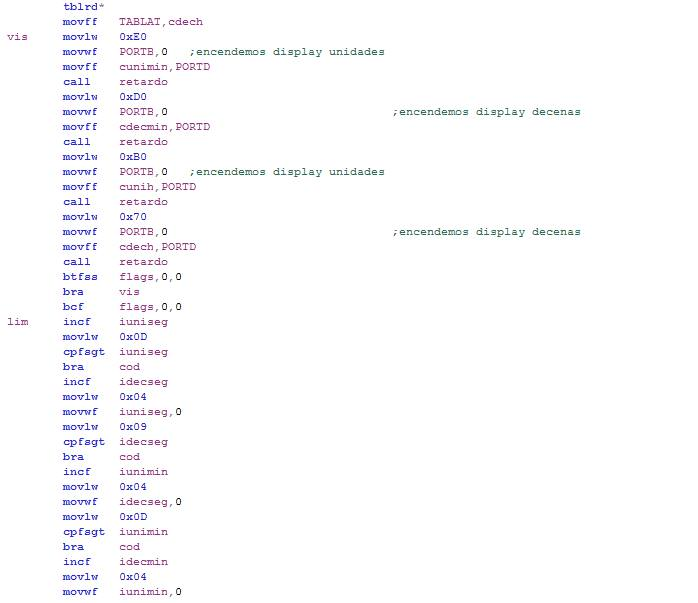 tblrd*
movff TABLAT,cdech
vis movlw 0xE0
movwf PORTB,0 ;encendemos display unidades
movff cunimin,PORTD
call retardo
movlw 0xD0
movwf PORTB,0 ;encendemos display decenas
movff cdecmin,PORTD
call retardo
movlw 0xB0
movwf PORTB,0 ;encendemos display unidades
movff cunih,PORTD
call retardo
movlw 0x70
movwf PORTB,0 ;encendemos display decenas
movff cdech,PORTD
call retardo
btfss flags,0,0
bra vis
bcf flags,0,0
lim incf iuniseg
movlw 0x0D
cpfsgt iuniseg
bra cod
incf idecseg
movlw 0x04
movwf iuniseg,0
movlw 0x09
cpfsgt idecseg
bra cod
incf iunimin
movlw 0x04
movwf idecseg,0
movlw 0x0D
cpfsgt iunimin
bra cod
incf idecmin
movlw 0x04
movwf iunimin,0